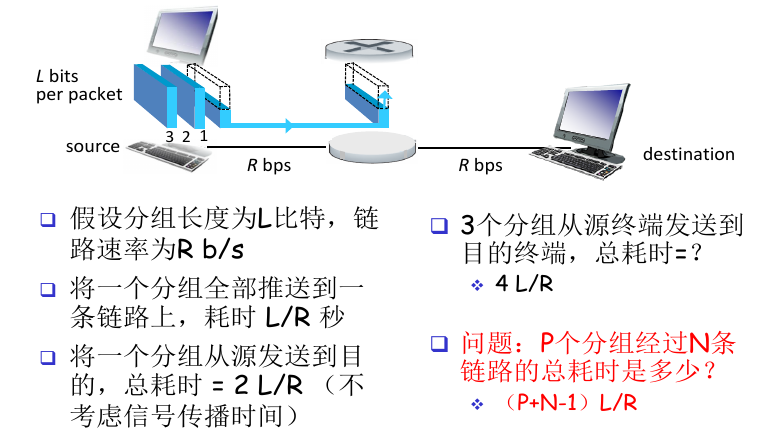 L bits
per packet
3 2 1
source
R bps
R bps
destination
假设分组长度为L比特，链
路速率为R b/s
将一个分组全部推送到一
条链路上，耗时 L/R 秒
将一个分组从源发送到目
的，总耗时 = 2 L/R （不
考虑信号传播时间）
3个分组从源终端发送到
目的终端，总耗时=？
4 L/R
问题：P个分组经过N条
链路的总耗时是多少？
（P+N-1）L/R